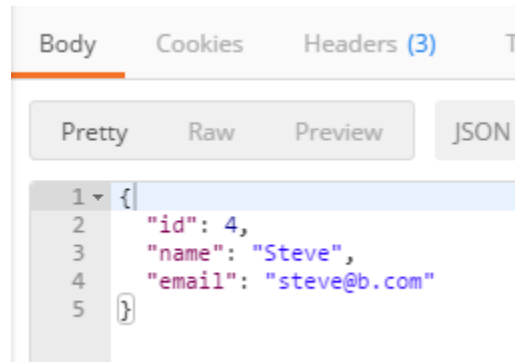 Body Cookies Headers (3)
Pretty Raw Preview JSON
1 {
2 "id": 4,
3 "name": "Steve",
4 "email": "steve@b.com"
5 }